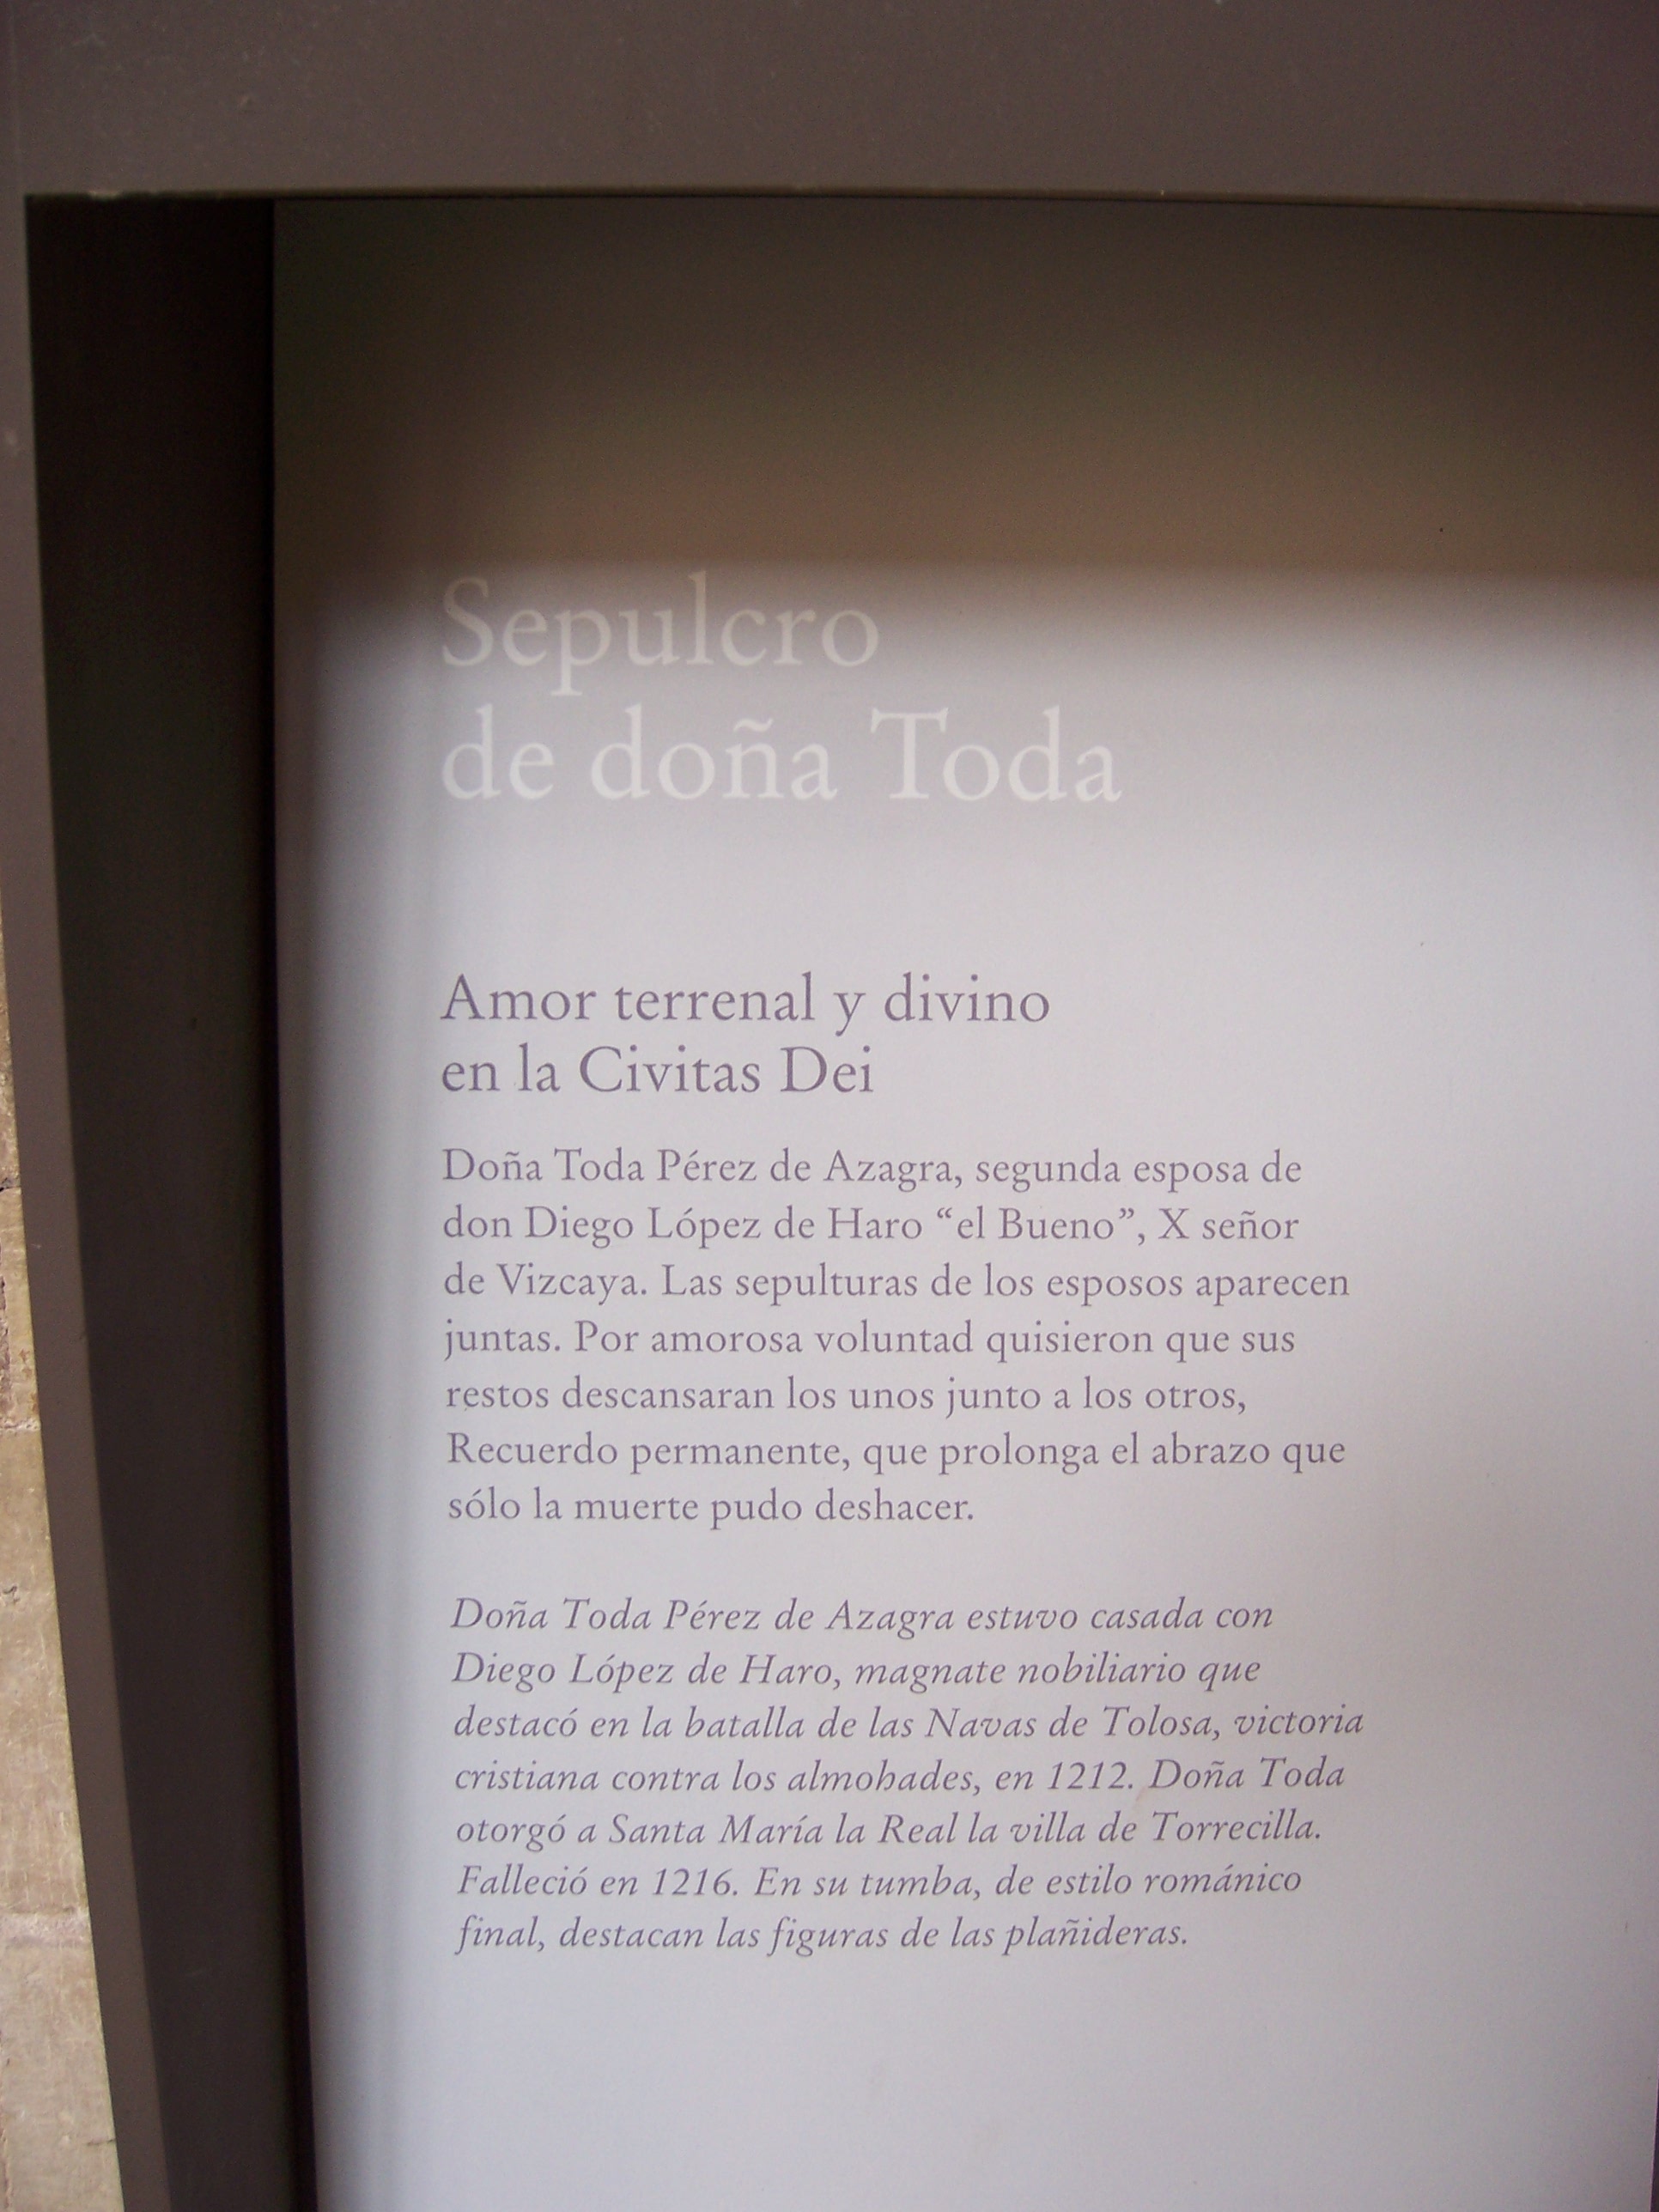 Sepulcro
de doña Toda
Amor terrenal y divino
en la Civitas Dei
Doña Toda Pérez de Azagra, segunda esposa de
don Diego López de Haro “el Bueno”, X señor
de Vizcaya. Las sepulturas de los esposos aparecen
juntas. Por amorosa voluntad quisieron que sus
restos descansaran los unos junto a los otros,
Recuerdo permanente, que prolonga el abrazo que
sólo la muerte pudo deshacer.
Doña Toda Pérez de Azagra estuvo casada con
Diego López de Haro, magnate nobiliario que
destacó en la batalla de las Navas de Tolosa, victoria
cristiana contra los almohades, en 1212. Doña Toda
otorgó a Santa María la Real la villa de Torrecilla.
Falleció en 1216. En su tumba, de estilo románico
final, destacan las figuras de las plañideras.